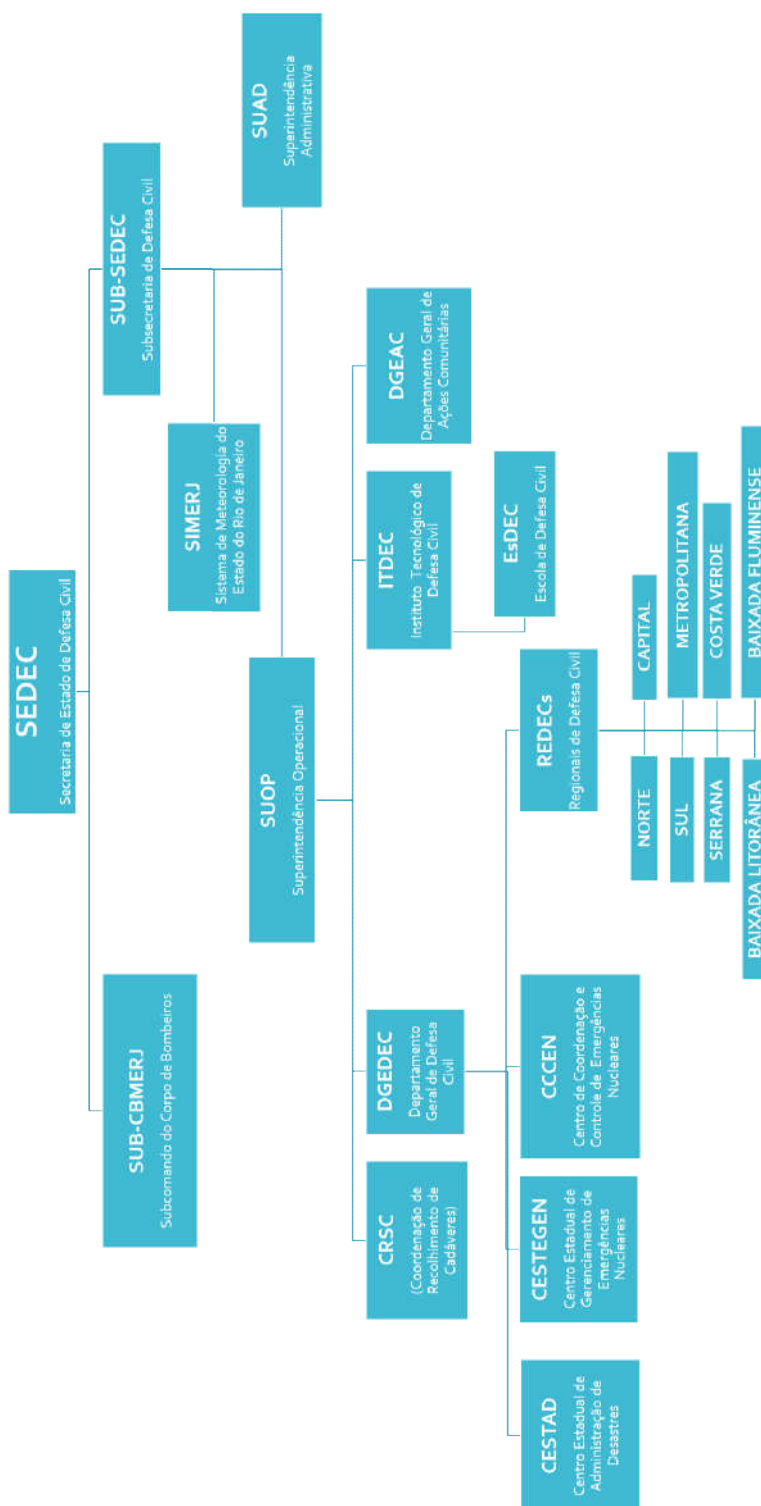 SEDEC
Secretaria de Estado de Defesa Civil
SUB-CBMERJ
Subcomando do Corpo de Bombeiros
SUB-SEDEC
Subsecretaria de Defesa Civil
SIMERJ
Sistema de Meteorologia do
Estado do Rio de Janeiro
SUOP
Superintendência Operacional
SUAD
Superintendência
Administrativa
CRSC
(Coordenação de
Recolhimento de
Cadáveres)
DGEDEC
Departamento
Geral de Defesa
Civil
ITDEC
Instituto Tecnológico de
Defesa Civil
DGEAC
Departamento Geral de
Ações Comunitárias
EsDEC
Escola de Defesa Civil
CESTAD
Centro Estadual de
Administração de
Desastres
CESTEGEN
Centro Estadual de
Gerenciamento de
Emergências
Nucleares
CCCEN
Centro de Coordenação e
Controle de Emergências
Nucleares
REDECs
Regionais de Defesa Civil
NORTE
CAPITAL
SUL
METROPOLITANA
SERRANA
COSTA VERDE
BAIXADA LITORÂNEA
BAIXADA FLUMINENSE